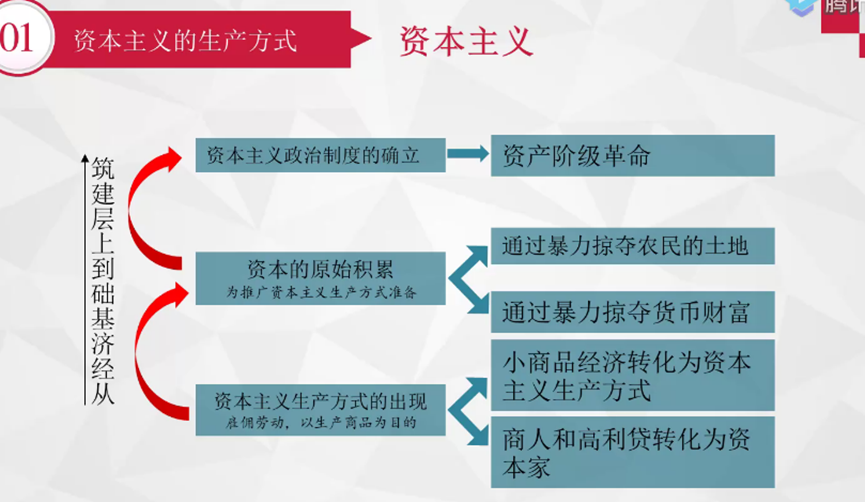 01
资本主义的生产方式
资本主义
腾讯
筑建层上到础基济经从
资本主义政治制度的确立
资产阶级革命
资本的原始积累
为推广资本主义生产方式准备
通过暴力掠夺农民的土地
通过暴力掠夺货币财富
资本主义生产方式的出现
雇佣劳动，以生产商品为目的
小商品经济转化为资本
主义生产方式
商人和高利贷转化为资
本家